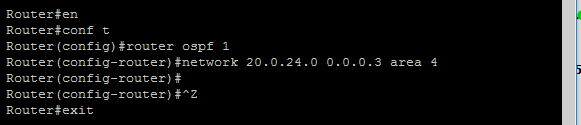 Router#en
Router#conf t
Router(config)#router ospf 1
Router(config-router)#network 20.0.24.0 0.0.0.3 area 4
Router(config-router)#
Router(config-router)#^Z
Router#exit
5